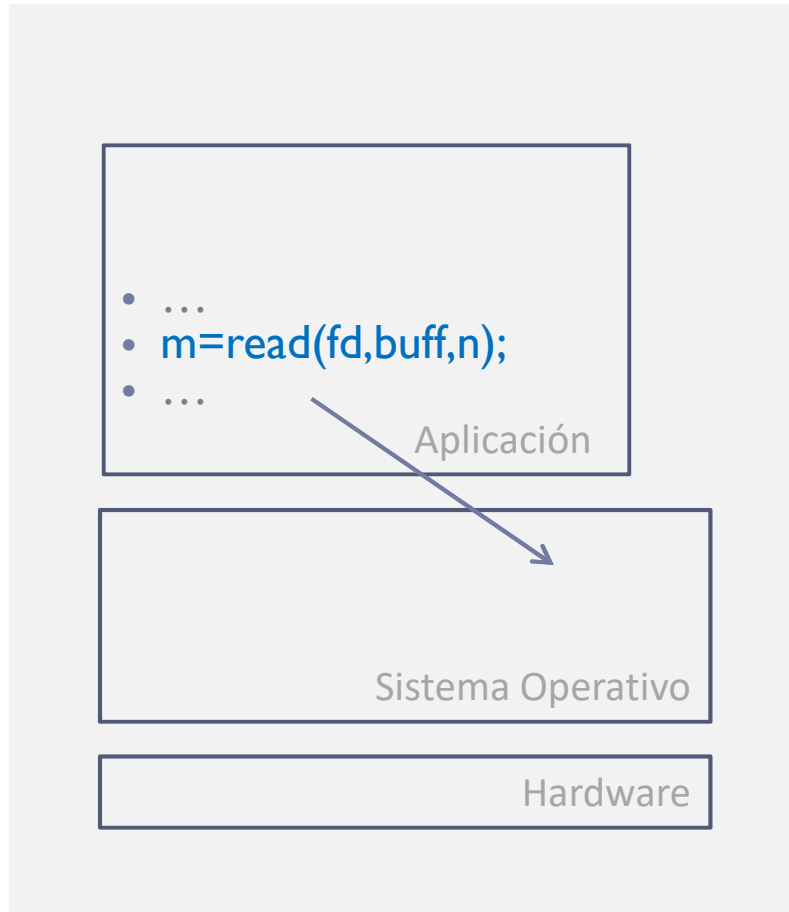 • …
• m=read(fd,buff,n);
• …
Aplicación
Sistema Operativo
Hardware